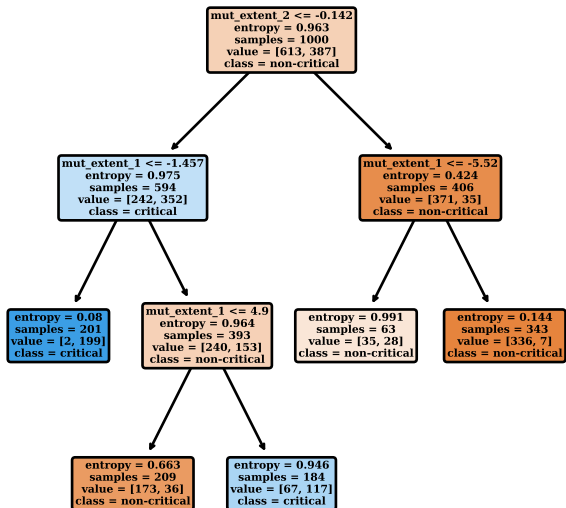 mut_extent_2 <= -0.142
entropy = 0.963
samples = 1000
value = [613, 387]
class = non-critical
mut_extent_1 <= -1.457
entropy = 0.975
samples = 594
value = [242, 352]
class = critical
mut_extent_1 <= -5.52
entropy = 0.424
samples = 406
value = [371, 35]
class = non-critical
entropy = 0.08
samples = 201
value = [2, 199]
class = critical
mut_extent_1 <= 4.9
entropy = 0.964
samples = 393
value = [240, 153]
class = non-critical
entropy = 0.991
samples = 63
value = [35, 28]
class = non-critical
entropy = 0.144
samples = 343
value = [336, 7]
class = non-critical
entropy = 0.663
samples = 209
value = [173, 36]
class = non-critical
entropy = 0.946
samples = 184
value = [67, 117]
class = critical